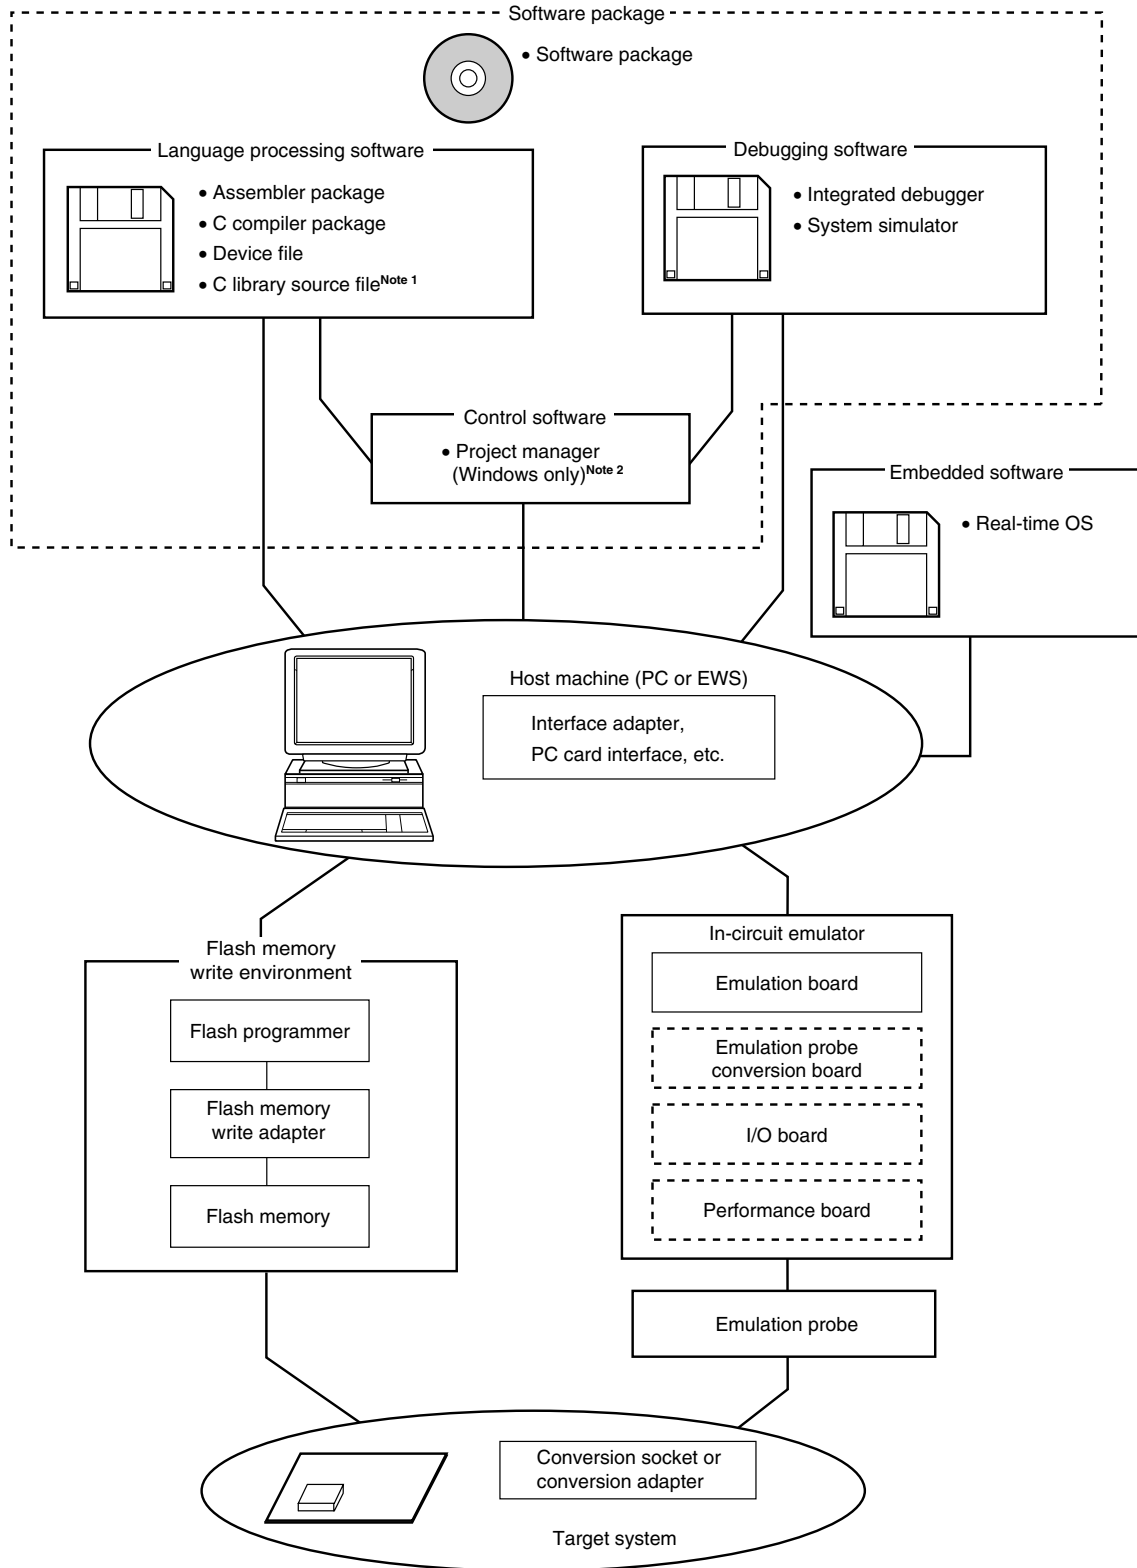 Software package
• Software package
Language processing software
• Assembler package
• C compiler package
• Device file
• C library source fileNote 1
Debugging software
• Integrated debugger
• System simulator
Control software
• Project manager
(Windows only)Note 2
Embedded software
• Real-time OS
Host machine (PC or EWS)
Interface adapter,
PC card interface, etc.
Flash memory
write environment
Flash programmer
Flash memory
write adapter
Flash memory
In-circuit emulator
Emulation board
Emulation probe
conversion board
I/O board
Performance board
Emulation probe
Conversion socket or
conversion adapter
Target system